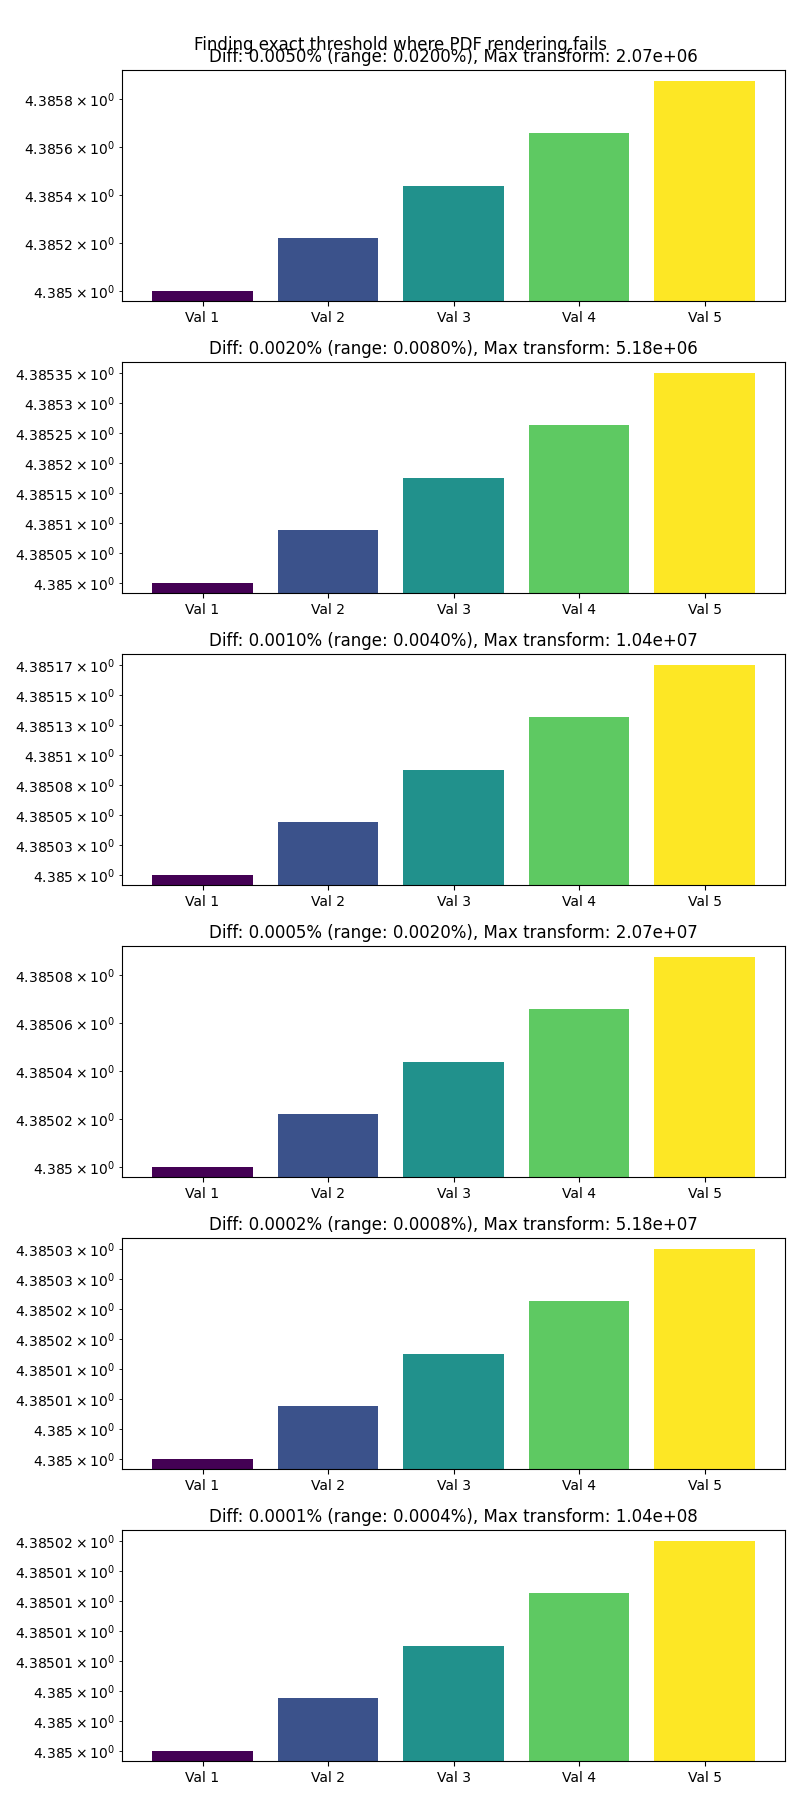 Finding exact threshold where PDF rendering fails
Diff: 0.0050% (range: 0.0200%), Max transform: 2.07e+06
4.3858 × 10⁰
4.3856 × 10⁰
4.3854 × 10⁰
4.3852 × 10⁰
4.385 × 10⁰
Val 1 Val 2 Val 3 Val 4 Val 5
Diff: 0.0020% (range: 0.0080%), Max transform: 5.18e+06
4.38535 × 10⁰
4.3853 × 10⁰
4.38525 × 10⁰
4.3852 × 10⁰
4.38515 × 10⁰
4.3851 × 10⁰
4.38505 × 10⁰
4.385 × 10⁰
Val 1 Val 2 Val 3 Val 4 Val 5
Diff: 0.0010% (range: 0.0040%), Max transform: 1.04e+07
4.38517 × 10⁰
4.38515 × 10⁰
4.38513 × 10⁰
4.3851 × 10⁰
4.38508 × 10⁰
4.38505 × 10⁰
4.38503 × 10⁰
4.385 × 10⁰
Val 1 Val 2 Val 3 Val 4 Val 5
Diff: 0.0005% (range: 0.0020%), Max transform: 2.07e+07
4.38508 × 10⁰
4.38506 × 10⁰
4.38504 × 10⁰
4.38502 × 10⁰
4.385 × 10⁰
Val 1 Val 2 Val 3 Val 4 Val 5
Diff: 0.0002% (range: 0.0008%), Max transform: 5.18e+07
4.38503 × 10⁰
4.38503 × 10⁰
4.38502 × 10⁰
4.38502 × 10⁰
4.38501 × 10⁰
4.38501 × 10⁰
4.385 × 10⁰
4.385 × 10⁰
Val 1 Val 2 Val 3 Val 4 Val 5
Diff: 0.0001% (range: 0.0004%), Max transform: 1.04e+08
4.38502 × 10⁰
4.38501 × 10⁰
4.38501 × 10⁰
4.38501 × 10⁰
4.38501 × 10⁰
4.385 × 10⁰
4.385 × 10⁰
4.385 × 10⁰
Val 1 Val 2 Val 3 Val 4 Val 5